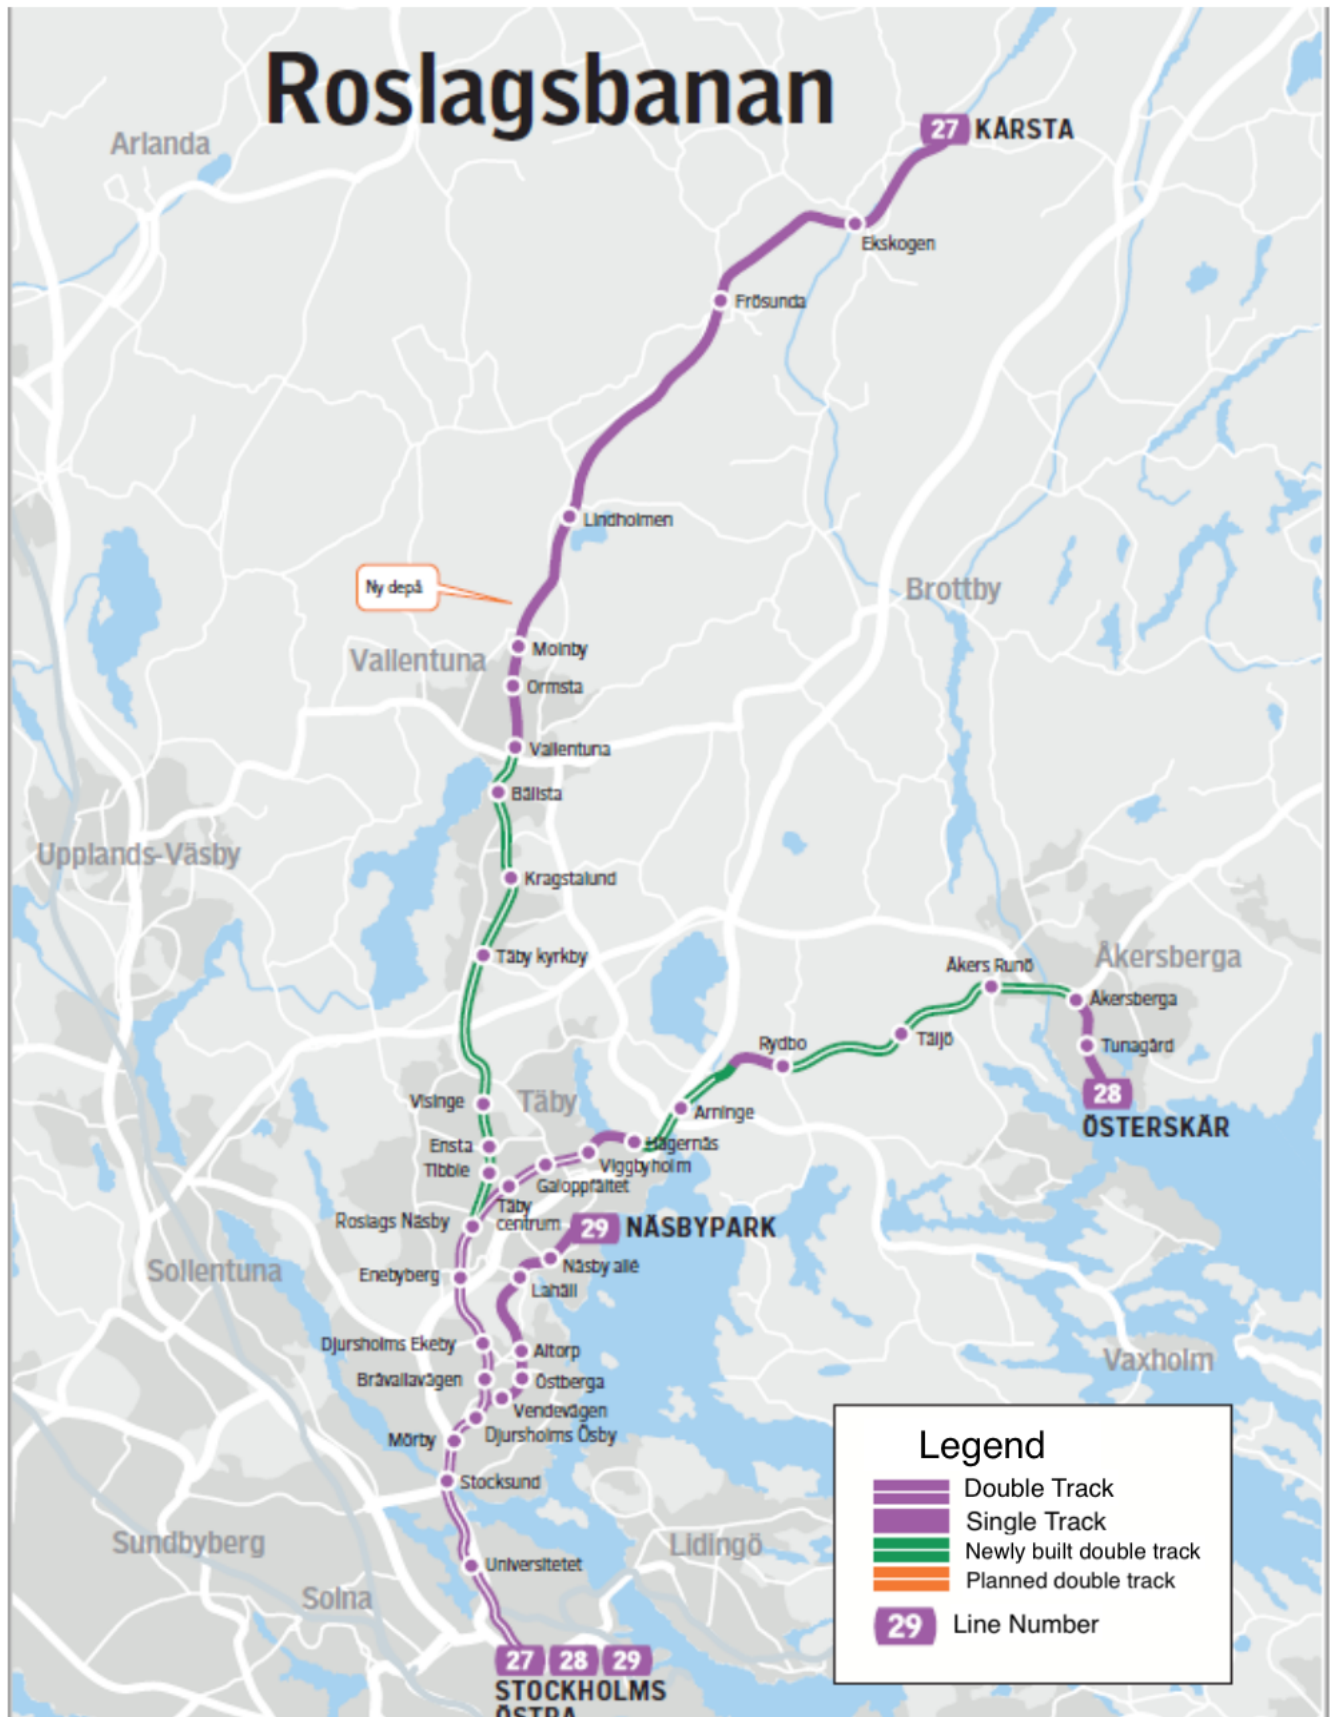 Roslagsbanan
Arlanda
27 KÅRSTA
Ekskogen
Frösunda
Lindholmen
Ny depå
Brottby
Molnby
Vallentuna
Ormsta
Vallentuna
Bällsta
Upplands-Väsby
Kragstalund
Täby kyrkby
Åkers Runö
Åkersberga
Åkersberga
Täljö
Rydbo
Tunagård
28
ÖSTERSKÄR
Visinge
Täby
Arninge
Ensta
Hägernäs
Tibble
Viggbyholm
Galoppfältet
Täby
centrum
Roslags Näsby
29 NÄSBYPARK
Näsby allé
Sollentuna
Enebyberg
Lahäll
Djursholms Ekeby
Altorp
Vaxholm
Bråvallavägen
Östberga
Vendevägen
Djursholms Ösby
Mörby
Stocksund
Sundbyberg
Lidingö
Universitetet
Solna
27 28 29
STOCKHOLMS
ÖSTRA
Legend
Double Track
Single Track
Newly built double track
Planned double track
29 Line Number